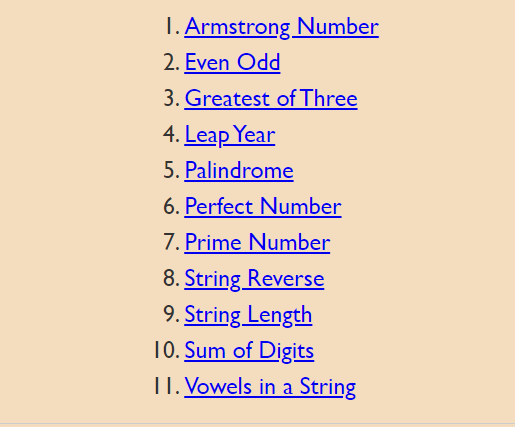 1. Armstrong Number
2. Even Odd
3. Greatest of Three
4. Leap Year
5. Palindrome
6. Perfect Number
7. Prime Number
8. String Reverse
9. String Length
10. Sum of Digits
11. Vowels in a String